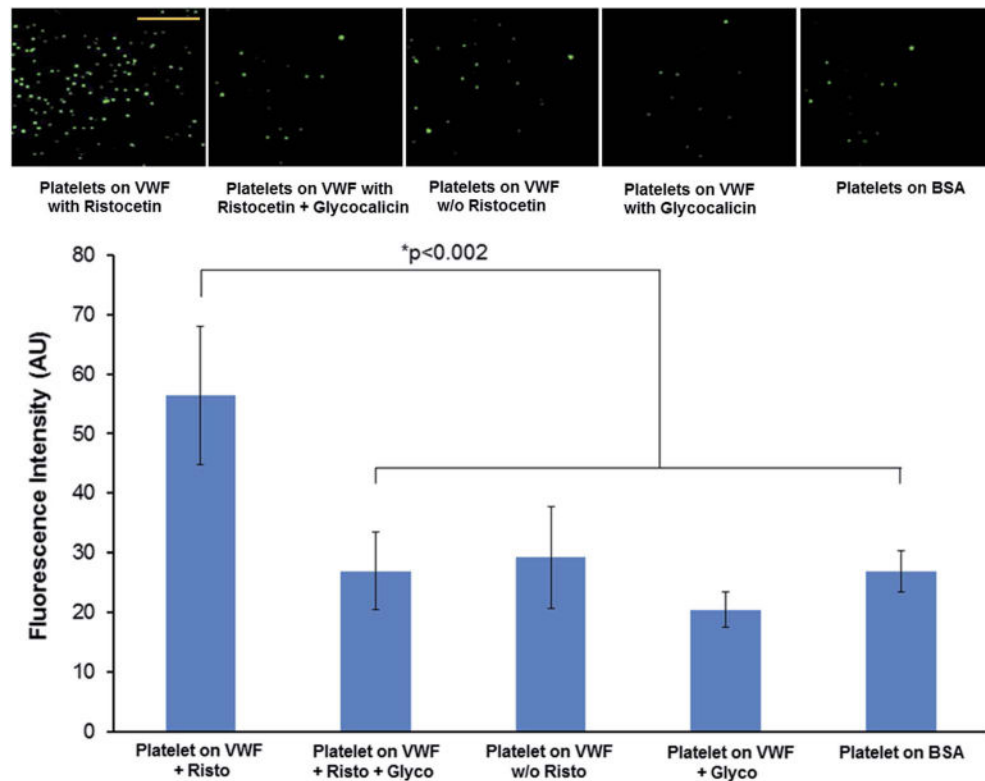 Platelets on VWF
with Ristocetin
Platelets on VWF with
Ristocetin + Glycocalicin
Platelets on VWF
w/o Ristocetin
Platelets on VWF
with Glycocalicin
Platelets on BSA
*p<0.002
Fluorescence Intensity (AU)
80
70
60
50
40
30
20
10
0
Platelet on VWF
+ Risto
Platelet on VWF
+ Risto + Glyco
Platelet on VWF
w/o Risto
Platelet on VWF
+ Glyco
Platelet on BSA